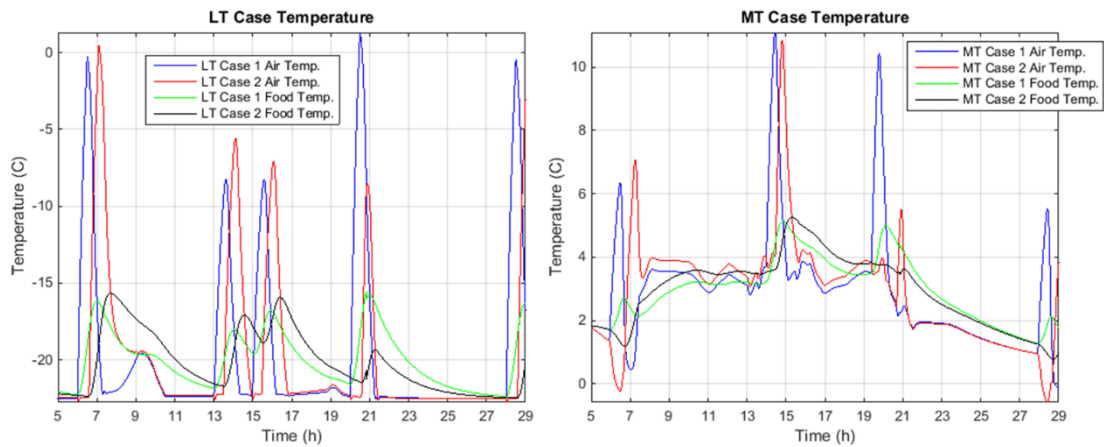 LT Case Temperature
0
-5
-10
-15
-20
Temperature (C)
LT Case 1 Air Temp.
LT Case 2 Air Temp.
LT Case 1 Food Temp.
LT Case 2 Food Temp.
5 7 9 11 13 15 17 19 21 23 25 27 29
Time (h)
MT Case Temperature
10
8
6
4
2
0
Temperature (C)
MT Case 1 Air Temp.
MT Case 2 Air Temp.
MT Case 1 Food Temp.
MT Case 2 Food Temp.
5 7 9 11 13 15 17 19 21 23 25 27 29
Time (h)